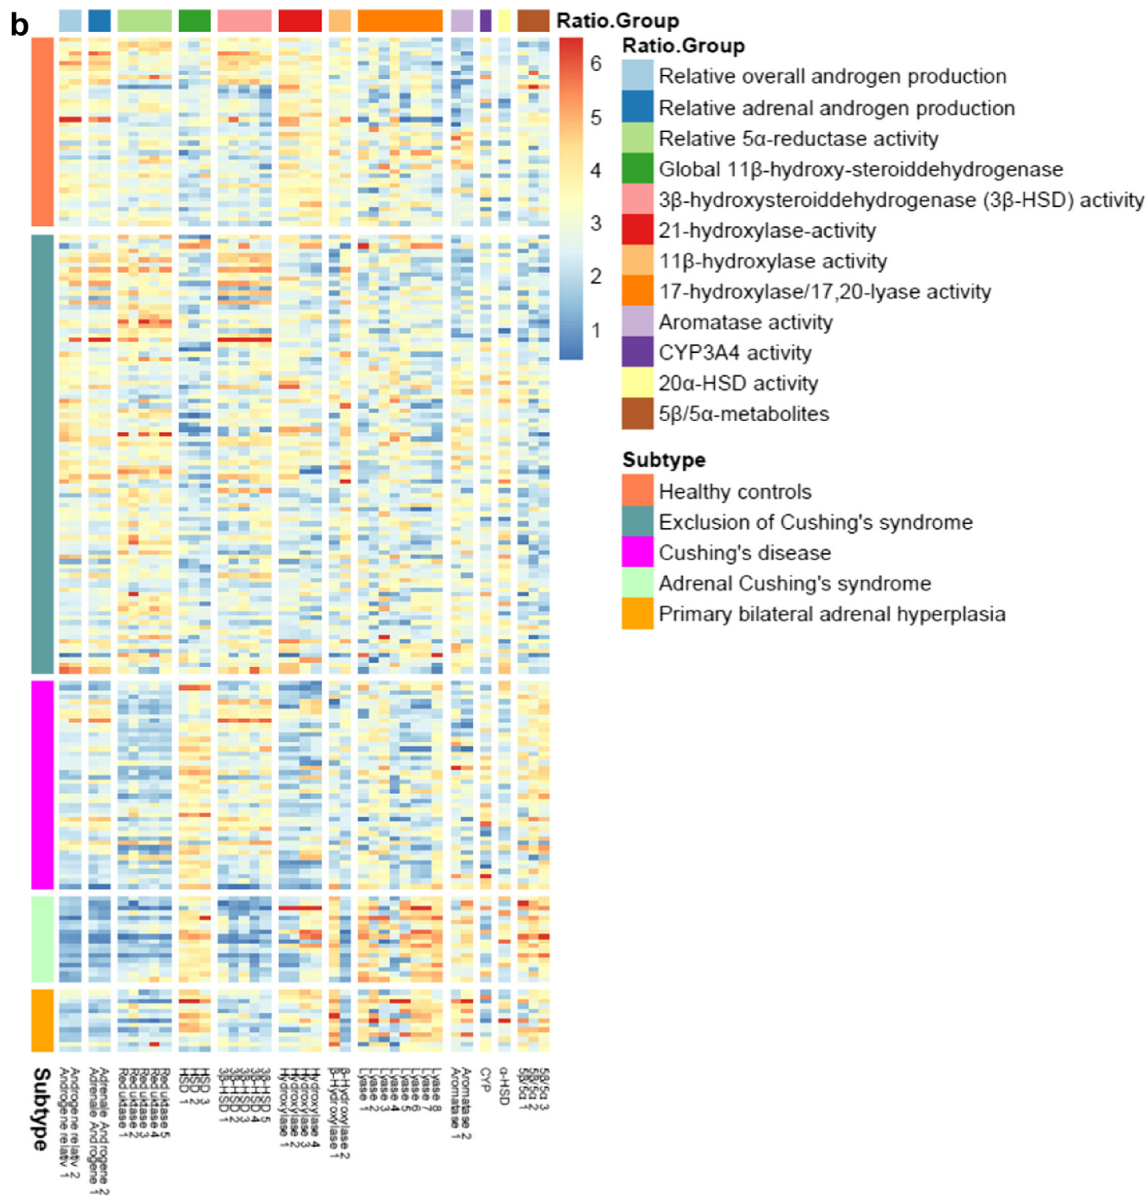 b
Ratio.Group
6
5
4
3
2
1
Ratio.Group
Relative overall androgen production
Relative adrenal androgen production
Relative 5α-reductase activity
Global 11β-hydroxy-steroiddehydrogenase
3β-hydroxysteroiddehydrogenase (3β-HSD) activity
21-hydroxylase-activity
11β-hydroxylase activity
17-hydroxylase/17,20-lyase activity
Aromatase activity
CYP3A4 activity
20α-HSD activity
5β/5α-metabolites
Subtype
Healthy controls
Exclusion of Cushing's syndrome
Cushing's disease
Adrenal Cushing's syndrome
Primary bilateral adrenal hyperplasia
Subtype
Androgene relativ 1
Androgene relativ 2
Adrenale Androgene 1
Adrenale Androgene 2
Reduktase 1
Reduktase 2
Reduktase 3
Reduktase 4
Reduktase 5
HSD 1
HSD 2
HSD 3
3β-HSD 1
3β-HSD 2
3β-HSD 3
3β-HSD 4
3β-HSD 5
Hydroxylase 1
Hydroxylase 2
Hydroxylase 3
Hydroxylase 4
β-Hydroxylase 1
β-Hydroxylase 2
Lyase 1
Lyase 2
Lyase 3
Lyase 4
Lyase 5
Lyase 6
Lyase 7
Lyase 8
Aromatase 1
Aromatase 2
CYP
α-HSD
5β/5α 1
5β/5α 2
5β/5α 3